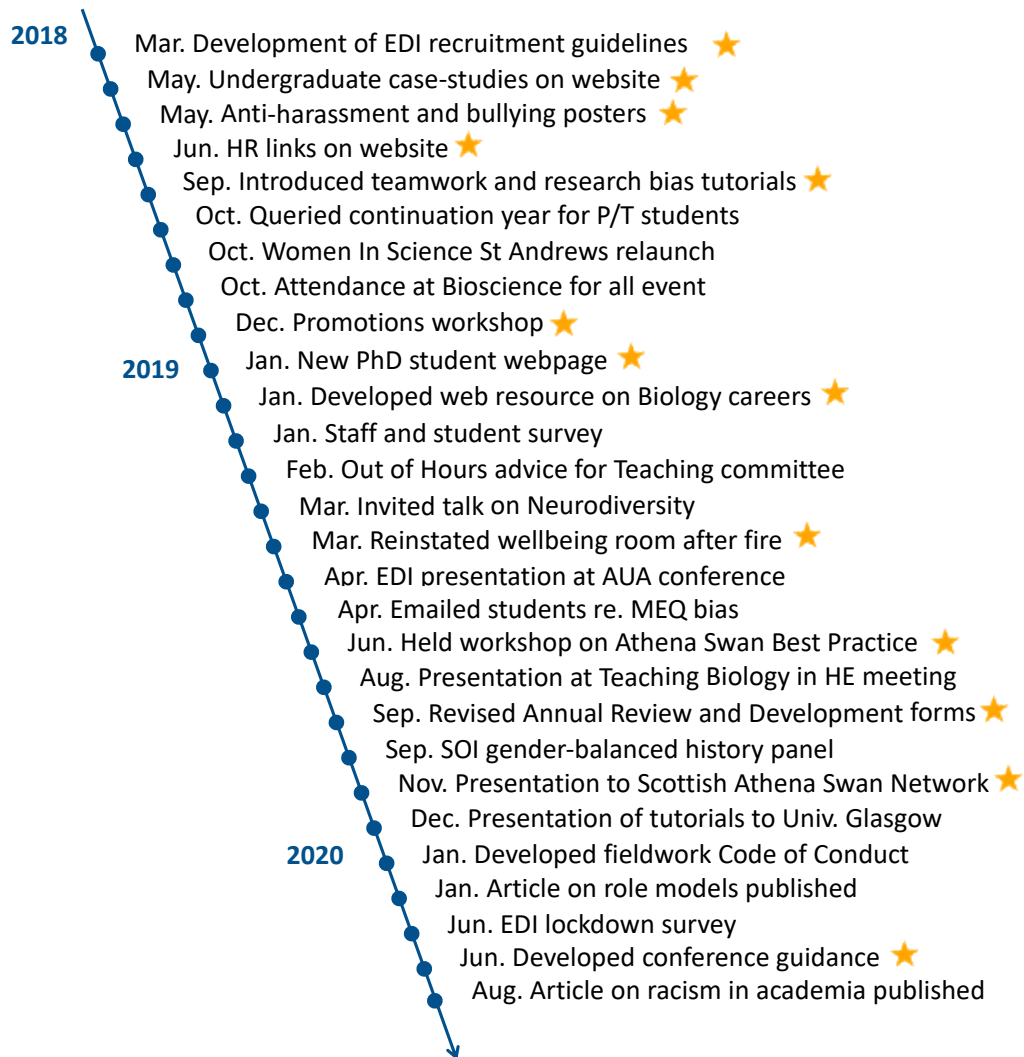 2018
Mar. Development of EDI recruitment guidelines
May. Undergraduate case-studies on website
May. Anti-harassment and bullying posters
Jun. HR links on website
Sep. Introduced teamwork and research bias tutorials
Oct. Queried continuation year for P/T students
Oct. Women In Science St Andrews relaunch
Oct. Attendance at Bioscience for all event
Dec. Promotions workshop
2019
Jan. New PhD student webpage
Jan. Developed web resource on Biology careers
Jan. Staff and student survey
Feb. Out of Hours advice for Teaching committee
Mar. Invited talk on Neurodiversity
Mar. Reinstated wellbeing room after fire
Apr. EDI presentation at AUA conference
Apr. Emailed students re. MEQ bias
Jun. Held workshop on Athena Swan Best Practice
Aug. Presentation at Teaching Biology in HE meeting
Sep. Revised Annual Review and Development forms
Sep. SOI gender-balanced history panel
Nov. Presentation to Scottish Athena Swan Network
Dec. Presentation of tutorials to Univ. Glasgow
2020
Jan. Developed fieldwork Code of Conduct
Jan. Article on role models published
Jun. EDI lockdown survey
Jun. Developed conference guidance
Aug. Article on racism in academia published